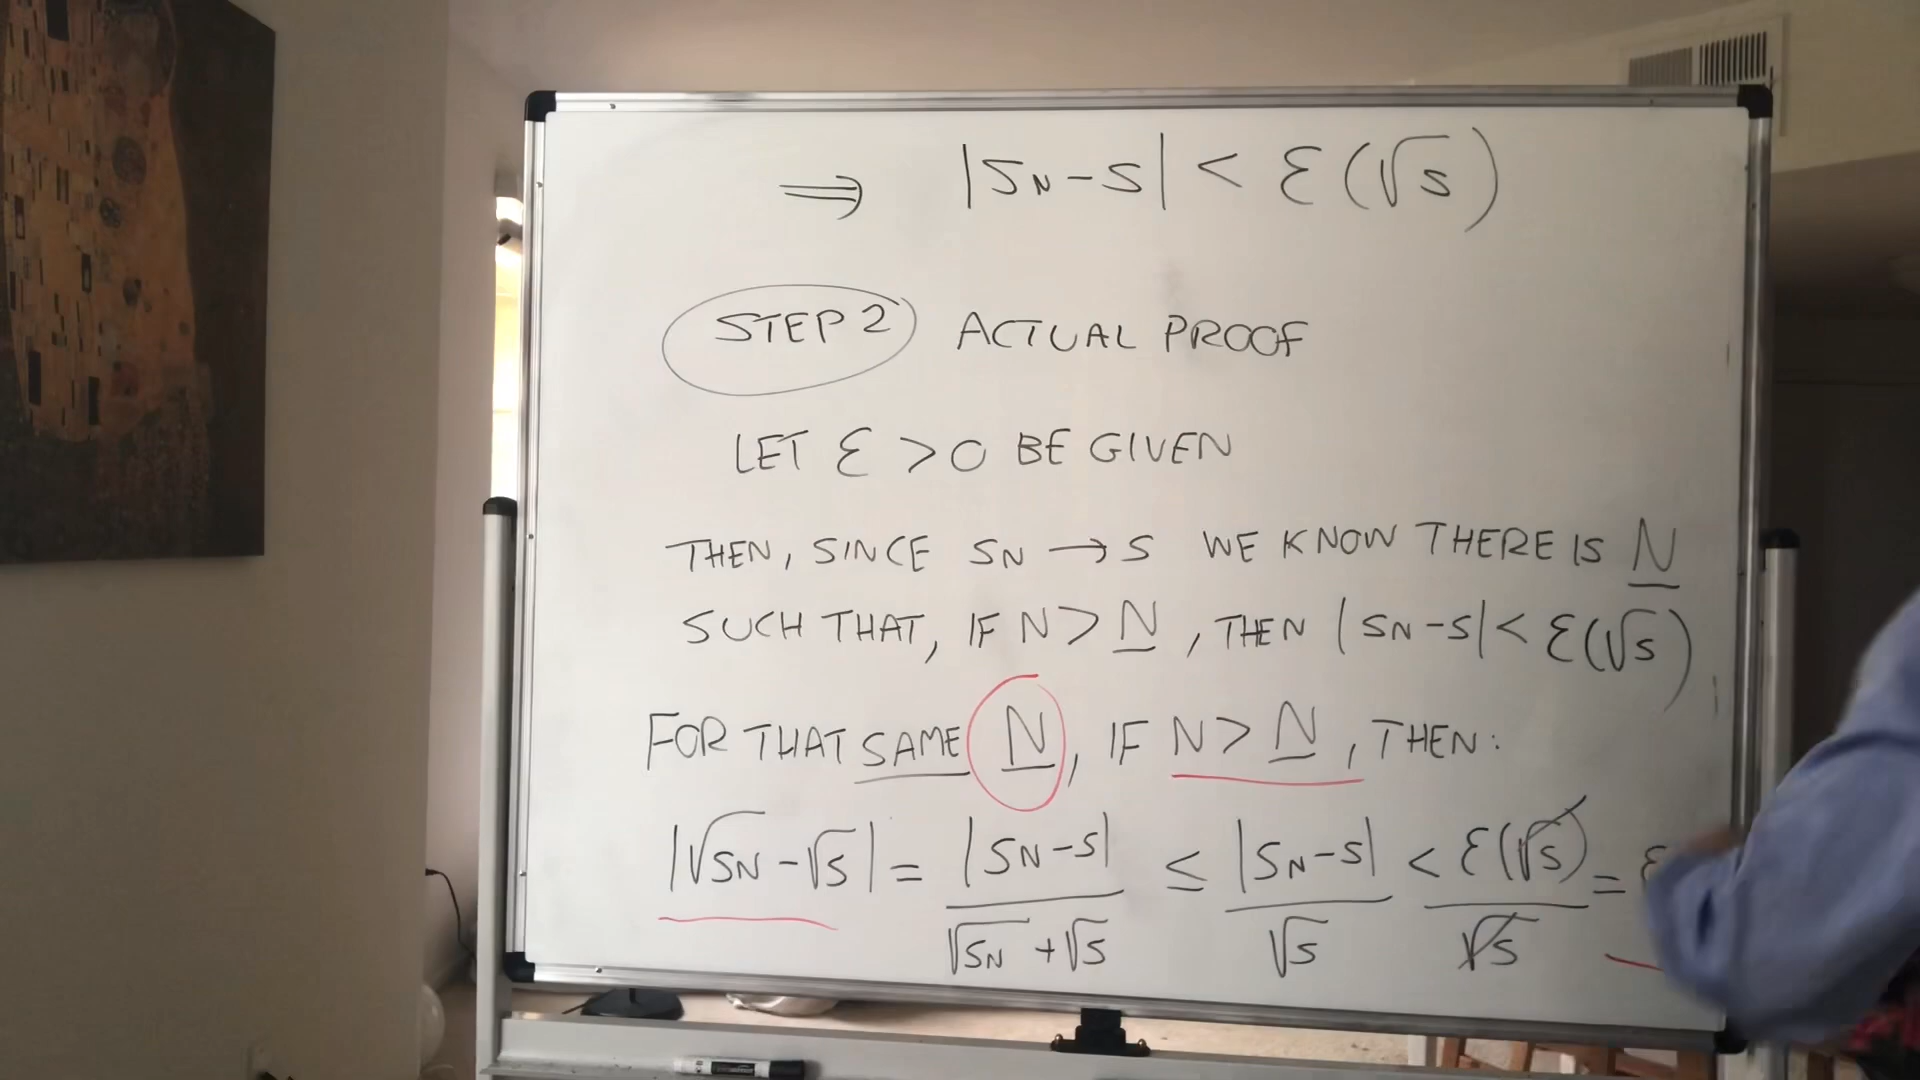 ⟹ |SN-S| < ε(√S)
STEP 2 ACTUAL PROOF
LET ε > 0 BE GIVEN
THEN, SINCE SN → S WE KNOW THERE IS N
SUCH THAT, IF N > N, THEN |SN-S| < ε(√S)
FOR THAT SAME N, IF N > N, THEN:
|√SN - √S| = |SN-S| / (√SN + √S) ≤ |SN-S| / √S < ε(√S) / √S = ε